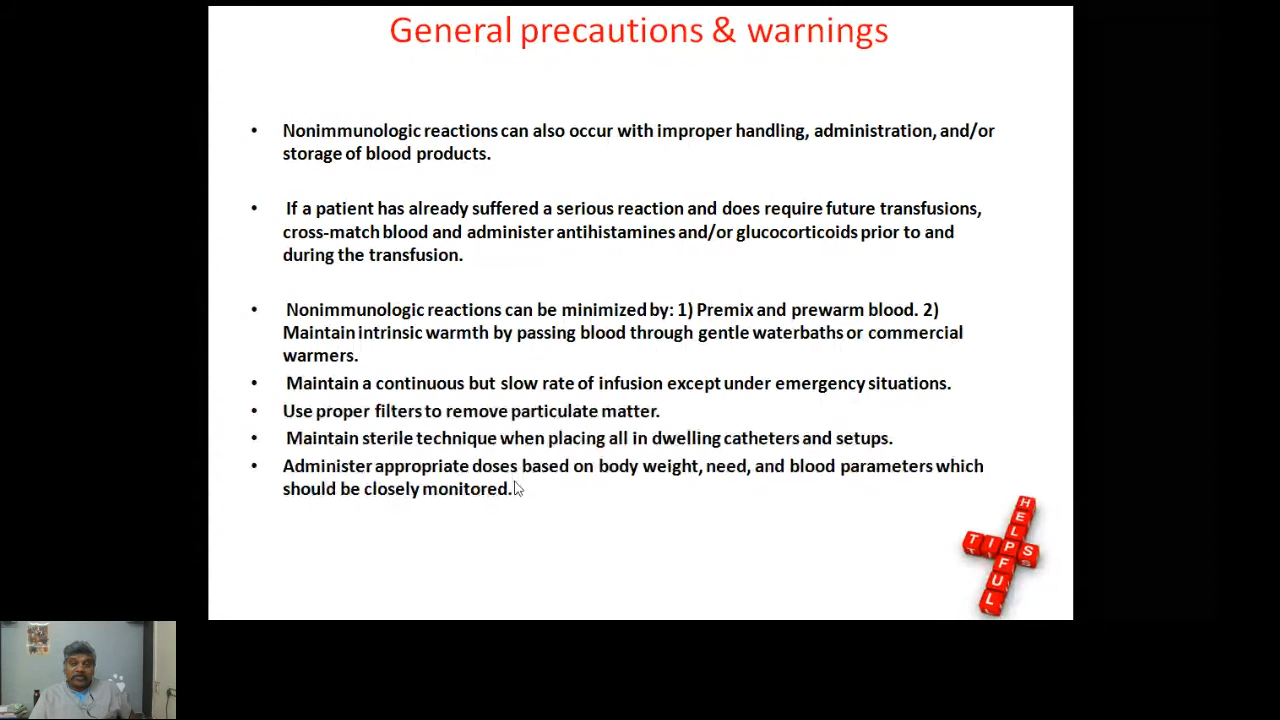 General precautions & warnings
• Nonimmunologic reactions can also occur with improper handling, administration, and/or
storage of blood products.
• If a patient has already suffered a serious reaction and does require future transfusions,
cross-match blood and administer antihistamines and/or glucocorticoids prior to and
during the transfusion.
• Nonimmunologic reactions can be minimized by: 1) Premix and prewarm blood. 2)
Maintain intrinsic warmth by passing blood through gentle waterbaths or commercial
warmers.
• Maintain a continuous but slow rate of infusion except under emergency situations.
• Use proper filters to remove particulate matter.
• Maintain sterile technique when placing all in dwelling catheters and setups.
• Administer appropriate doses based on body weight, need, and blood parameters which
should be closely monitored.
HELPFUL
TIPS